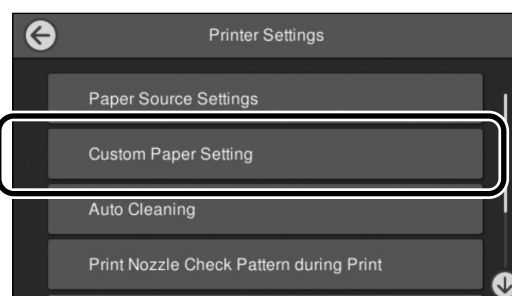 Printer Settings
Paper Source Settings
Custom Paper Setting
Auto Cleaning
Print Nozzle Check Pattern during Print